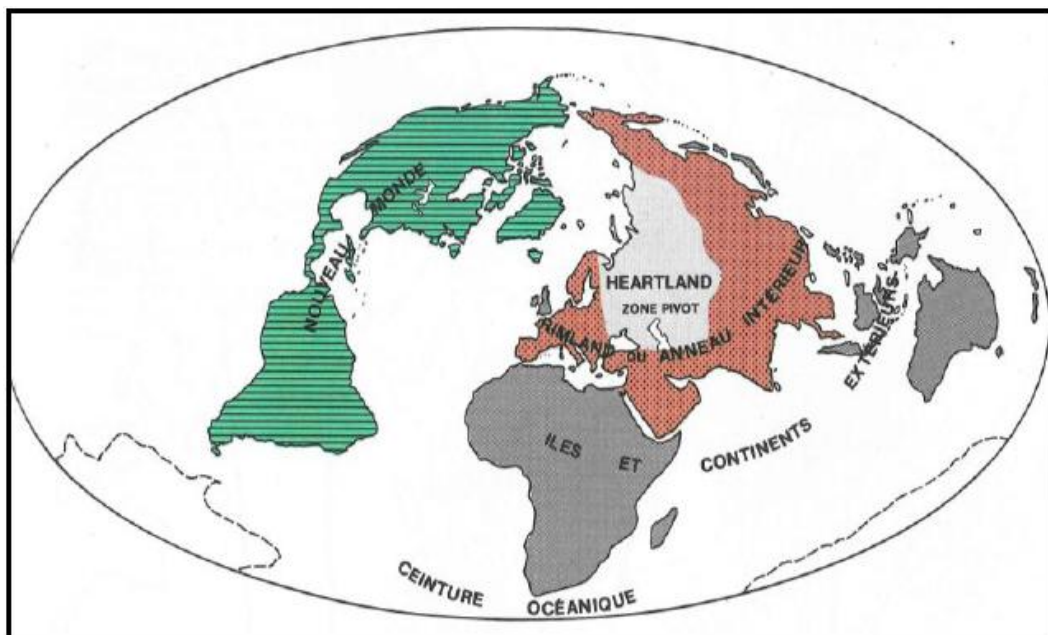 NOUVEAU MONDE
HEARTLAND
ZONE PIVOT
RIMLAND OU ANNEAU INTÉRIEUR
ILES ET CONTINENTS EXTÉRIEURS
CEINTURE OCÉANIQUE